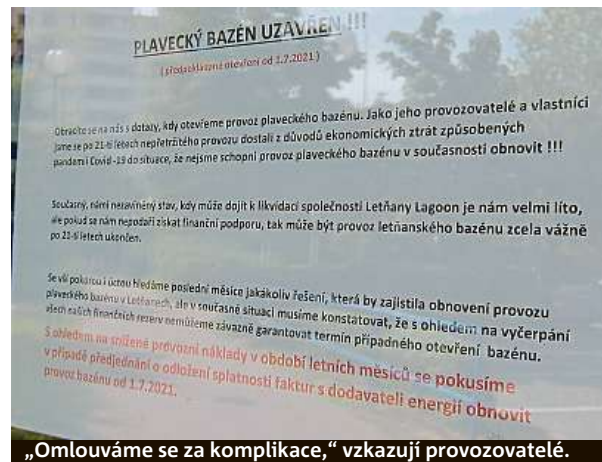 PLAVECKÝ BAZÉN UZAVŘEN !!!
( předpokládané otevření od 1.7.2021 )
Obracíte se na nás s dotazy, kdy otevřeme provoz plaveckého bazénu. Jako jeho provozovatelé a vlastníci
jsme se po 21-ti letech nepřetržitého provozu dostali z důvodů ekonomických ztrát způsobených
pandemí Covid -19 do situace, že nejsme schopni provoz plaveckého bazénu v současnosti obnovit !!!
Současný, námi nezaviněný stav, kdy může dojít k likvidaci společnosti Letňany Lagoon je nám velmi líto,
ale pokud se nám nepodaří získat finanční podporu, tak může být provoz letňanského bazénu zcela vážně
po 21-ti letech ukončen.
Se vší pokorou i úctou hledáme poslední měsíce jakákoliv řešení, která by zajistila obnovení provozu
plaveckého bazénu v Letňanech, ale v současné situaci musíme konstatovat, že s ohledem na vyčerpání
všech našich finančních rezerv nemůžeme závazně garantovat termín případného otevření bazénu.
S ohledem na snížené provozní náklady v období letních měsíců se pokusíme
v případě předjednání o odložení splatnosti faktur s dodavateli energií obnovit
provoz bazénu od 1.7.2021.
„Omlouváme se za komplikace,“ vzkazují provozovatelé.